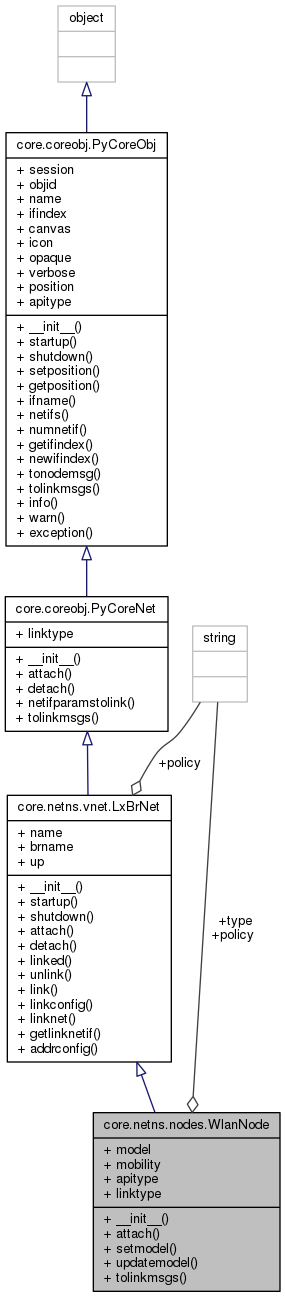 object
core.coreobj.PyCoreObj
+ session
+ objid
+ name
+ ifindex
+ canvas
+ icon
+ opaque
+ verbose
+ position
+ apitype
+ __init__()
+ startup()
+ shutdown()
+ setposition()
+ getposition()
+ ifname()
+ netifs()
+ numnetif()
+ getifindex()
+ newifindex()
+ tonodemsg()
+ tolinkmsgs()
+ info()
+ warn()
+ exception()
core.coreobj.PyCoreNet
+ linktype
+ __init__()
+ attach()
+ detach()
+ netifparamstolink()
+ tolinkmsgs()
string
+policy
core.netns.vnet.LxBrNet
+ name
+ brname
+ up
+ __init__()
+ startup()
+ shutdown()
+ attach()
+ detach()
+ linked()
+ unlink()
+ link()
+ linkconfig()
+ linknet()
+ getlinknetif()
+ addrconfig()
+type
+policy
core.netns.nodes.WlanNode
+ model
+ mobility
+ apitype
+ linktype
+ __init__()
+ attach()
+ setmodel()
+ updatemodel()
+ tolinkmsgs()